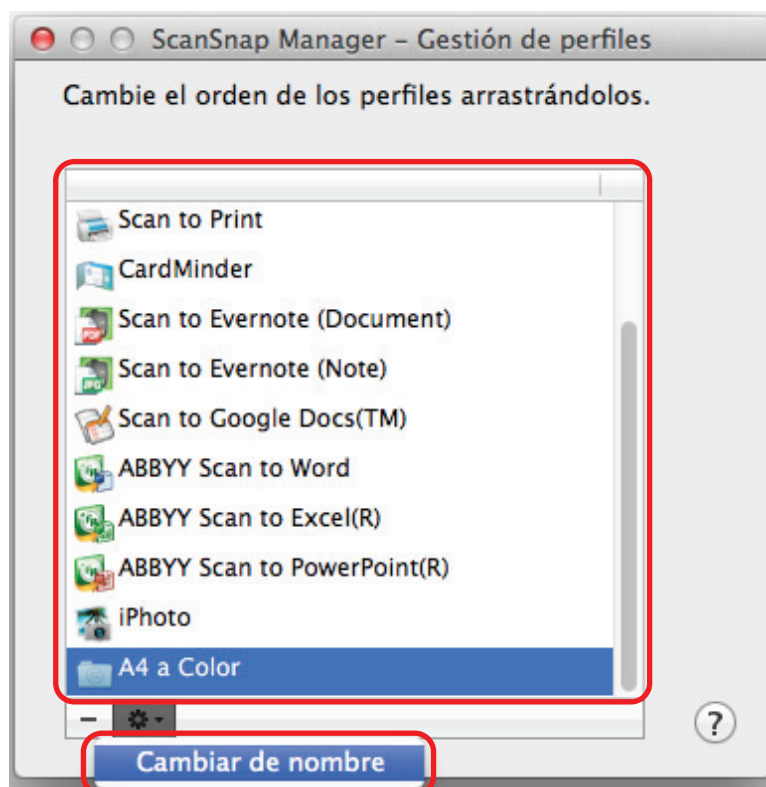 ScanSnap Manager – Gestión de perfiles
Cambie el orden de los perfiles arrastrándolos.
Scan to Print
CardMinder
Scan to Evernote (Document)
Scan to Evernote (Note)
Scan to Google Docs(TM)
ABBYY Scan to Word
ABBYY Scan to Excel(R)
ABBYY Scan to PowerPoint(R)
iPhoto
A4 a Color
?
Cambiar de nombre